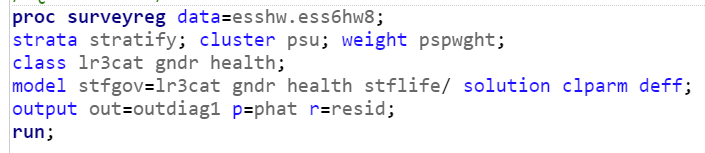 proc surveyreg data=esshw.ess6hw8;
strata stratify; cluster psu; weight pspwght;
class lr3cat gndr health;
model stfgov=lr3cat gndr health stflife/ solution clparm deff;
output out=outdiag1 p=phat r=resid;
run;